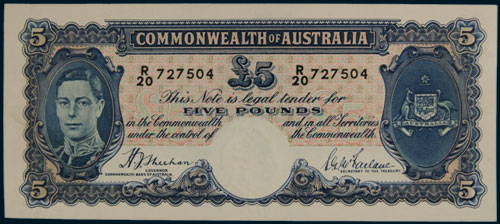 5 COMMONWEALTH OF AUSTRALIA 5
R/20 727504 £5 R/20 727504
This Note is legal tender for
FIVE POUNDS
in the Commonwealth and in all Territories
under the control of the Commonwealth.
AUSTRALIA
GOVERNOR
COMMONWEALTH BANK OF AUSTRALIA
SECRETARY TO THE TREASURY
5 5